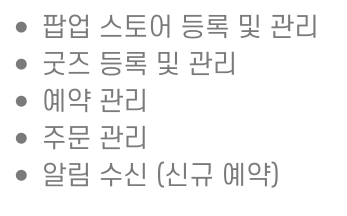 • 팝업 스토어 등록 및 관리
• 굿즈 등록 및 관리
• 예약 관리
• 주문 관리
• 알림 수신 (신규 예약)